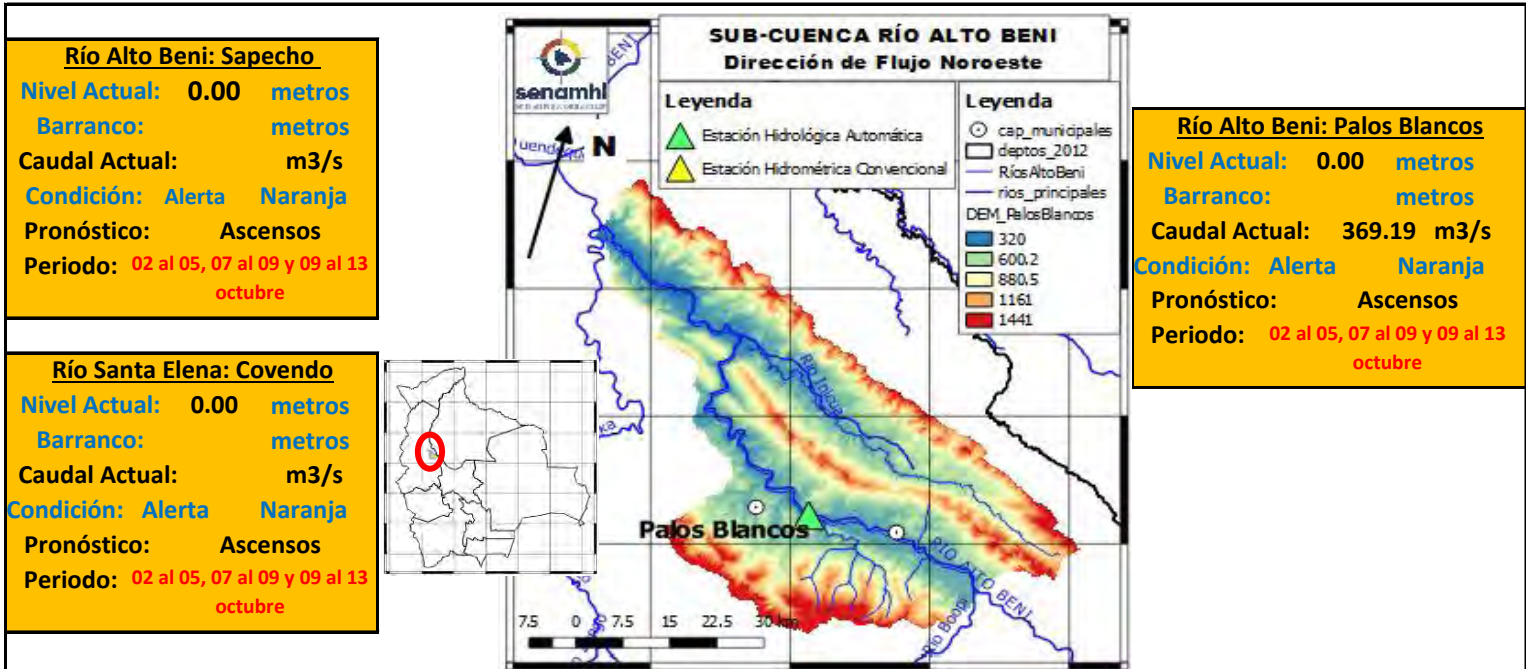 Río Alto Beni: Sapecho
Nivel Actual: 0.00 metros
Barranco: metros
Caudal Actual: m3/s
Condición: Alerta Naranja
Pronóstico: Ascensos
Periodo: 02 al 05, 07 al 09 y 09 al 13
octubre
Río Santa Elena: Covendo
Nivel Actual: 0.00 metros
Barranco: metros
Caudal Actual: m3/s
Condición: Alerta Naranja
Pronóstico: Ascensos
Periodo: 02 al 05, 07 al 09 y 09 al 13
octubre
senamhi
BENI
SUB-CUENCA RÍO ALTO BENI
Dirección de Flujo Noroeste
Leyenda
Estación Hidrológica Automática
Estación Hidrométrica Convencional
Leyenda
cap_municipales
deptos_2012
RíosAltoBeni
rios_principales
DEM_PalosBlancos
320
600.2
880.5
1161
1441
N
Río Inicua
Palos Blancos
RÍO ALTO BENI
Río Boopi
7.5 0 7.5 15 22.5 30 km
Río Alto Beni: Palos Blancos
Nivel Actual: 0.00 metros
Barranco: metros
Caudal Actual: 369.19 m3/s
Condición: Alerta Naranja
Pronóstico: Ascensos
Periodo: 02 al 05, 07 al 09 y 09 al 13
octubre